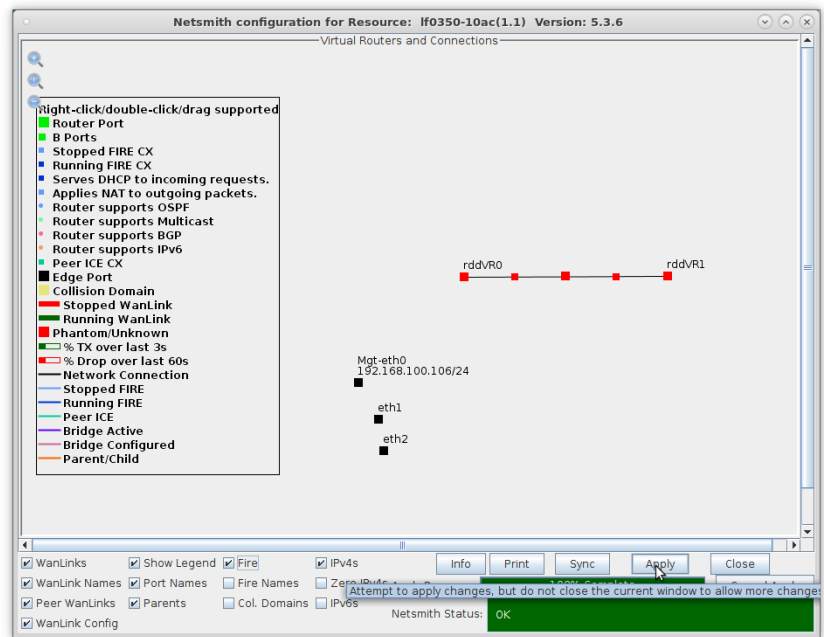 Netsmith configuration for Resource: lf0350-10ac(1.1) Version: 5.3.6
Virtual Routers and Connections
Right-click/double-click/drag supported
Router Port
B Ports
Stopped FIRE CX
Running FIRE CX
Serves DHCP to incoming requests.
Applies NAT to outgoing packets.
Router supports OSPF
Router supports Multicast
Router supports BGP
Router supports IPv6
Peer ICE CX
Edge Port
Collision Domain
Stopped WanLink
Running WanLink
Phantom/Unknown
% TX over last 3s
% Drop over last 60s
Network Connection
Stopped FIRE
Running FIRE
Peer ICE
Bridge Active
Bridge Configured
Parent/Child
rddVR0
rddVR1
Mgt-eth0
192.168.100.106/24
eth1
eth2
WanLinks Show Legend Fire IPv4s Info Print Sync Apply Close
WanLink Names Port Names Fire Names Zero IPv4s 100% Complete
Peer WanLinks Parents Col. Domains IPv6s
Attempt to apply changes, but do not close the current window to allow more changes
WanLink Config
Netsmith Status: OK